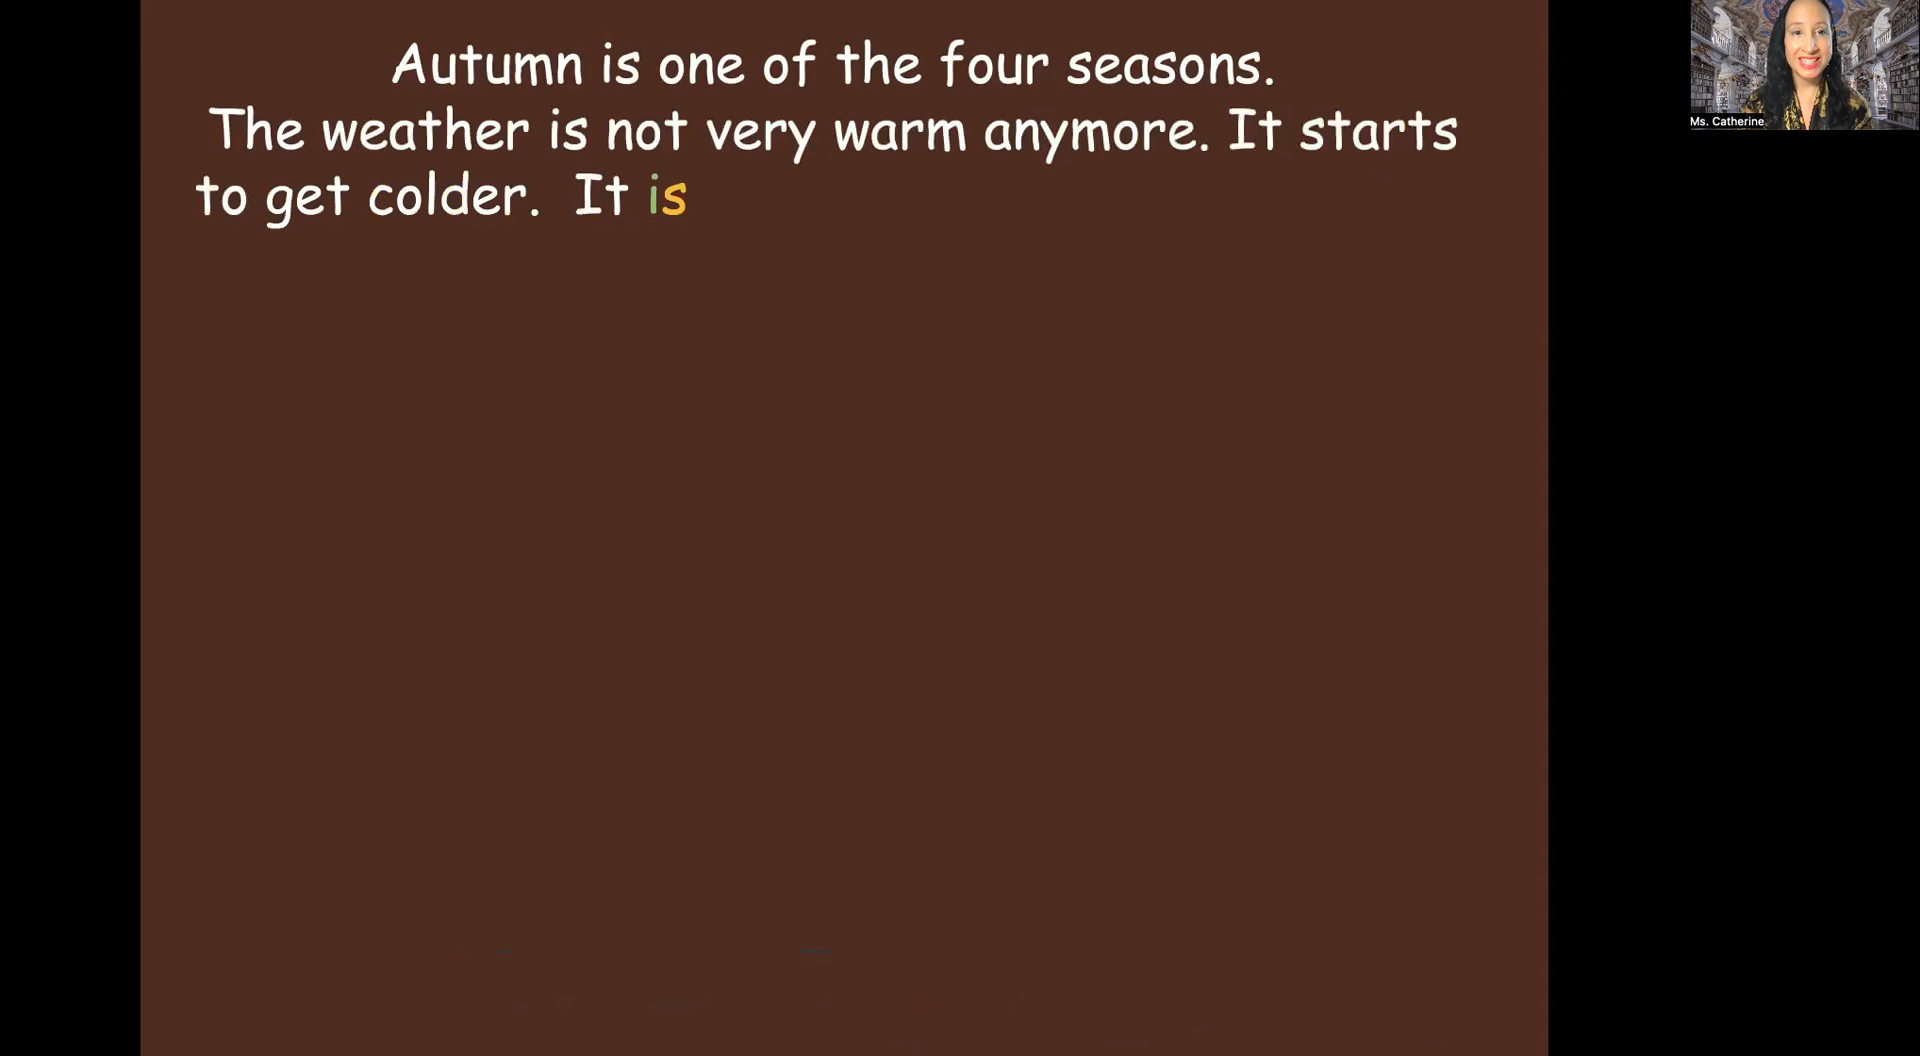 Autumn is one of the four seasons.
The weather is not very warm anymore. It starts
to get colder. It is
Ms. Catherine